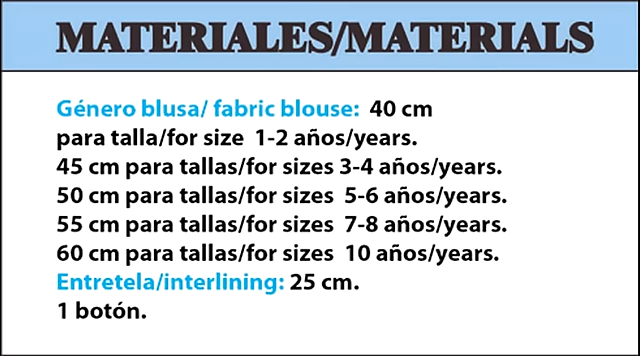 MATERIALES/MATERIALS
Género blusa/ fabric blouse: 40 cm
para talla/for size 1-2 años/years.
45 cm para tallas/for sizes 3-4 años/years.
50 cm para tallas/for sizes 5-6 años/years.
55 cm para tallas/for sizes 7-8 años/years.
60 cm para tallas/for sizes 10 años/years.
Entretela/interlining: 25 cm.
1 botón.